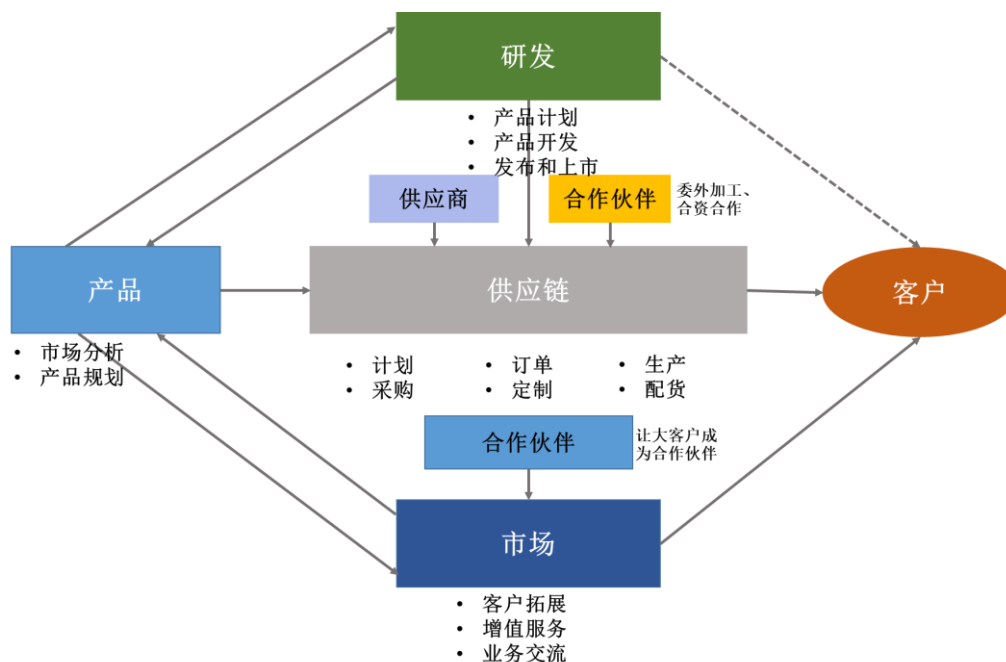 研发
• 产品计划
• 产品开发
• 发布和上市
供应商
合作伙伴
委外加工、
合资合作
产品
供应链
客户
• 市场分析
• 产品规划
• 计划
• 采购
• 订单
• 定制
• 生产
• 配货
合作伙伴
让大客户成
为合作伙伴
市场
• 客户拓展
• 增值服务
• 业务交流